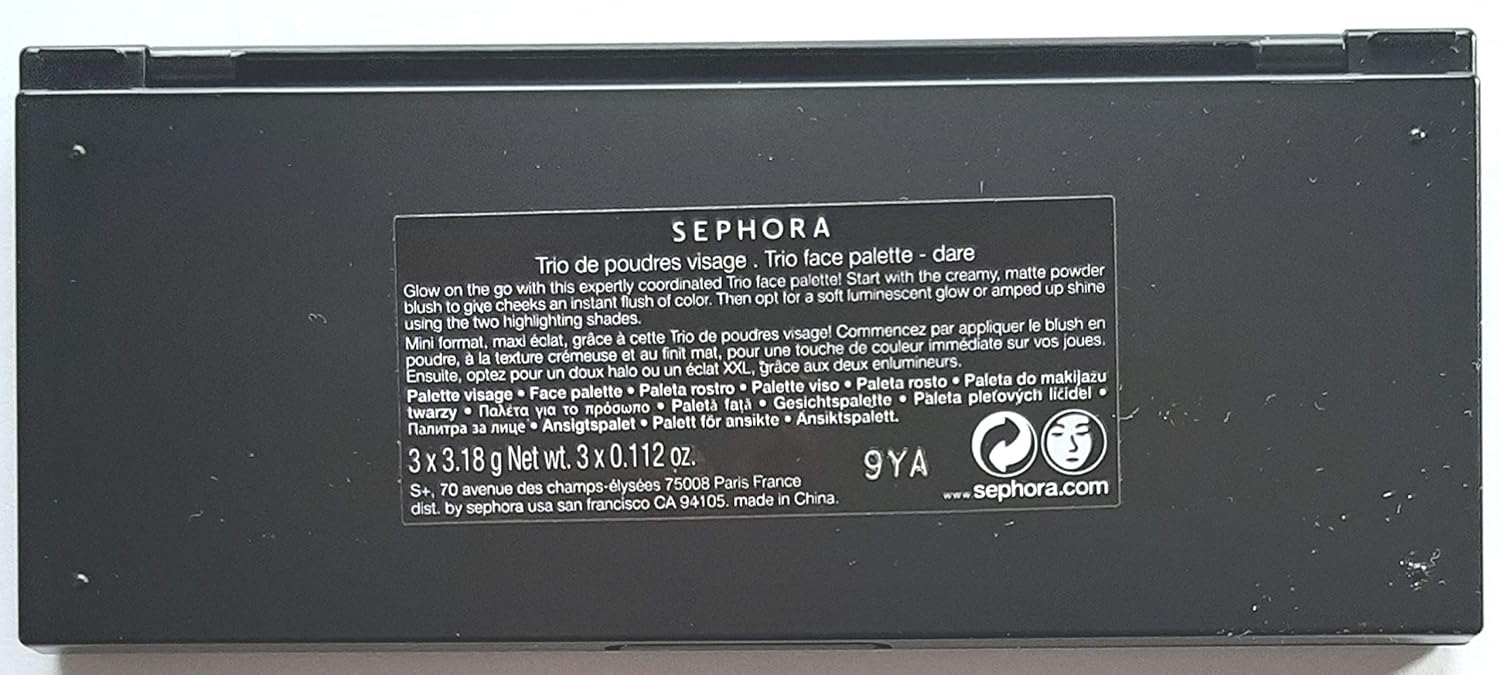 SEPHORA
Trio de poudres visage . Trio face palette - dare
Glow on the go with this expertly coordinated Trio face palette! Start with the creamy, matte powder
blush to give cheeks an instant flush of color. Then opt for a soft luminescent glow or amped up shine
using the two highlighting shades.
Mini format, maxi éclat, grâce à cette Trio de poudres visage! Commencez par appliquer le blush en
poudre, à la texture crémeuse et au finit mat, pour une touche de couleur immédiate sur vos joues.
Ensuite, optez pour un doux halo ou un éclat XXL, grâce aux deux enlumineurs.
Palette visage • Face palette • Paleta rostro • Palette viso • Paleta rosto • Paleta do makijażu
twarzy • Παλέτα για το πρόσωπο • Paletă față • Gesichtspalette • Paleta pleťových líčidel •
Палитра за лице • Ansigtspalet • Palett för ansikte • Ansiktspalett.
3 x 3.18 g Net wt. 3 x 0.112 oz.
9YA
S+, 70 avenue des champs-élysées 75008 Paris France
dist. by sephora usa san francisco CA 94105. made in China.
www.sephora.com